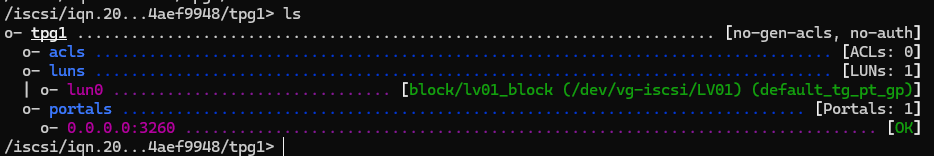 /iscsi/iqn.20...4aef9948/tpg1> ls
o- tpg1 ...................................................................... [no-gen-acls, no-auth]
  o- acls .................................................................................. [ACLs: 0]
  o- luns .................................................................................. [LUNs: 1]
  | o- lun0 .............................. [block/lv01_block (/dev/vg-iscsi/LV01) (default_tg_pt_gp)]
  o- portals ............................................................................ [Portals: 1]
    o- 0.0.0.0:3260 ............................................................................. [OK]
/iscsi/iqn.20...4aef9948/tpg1>